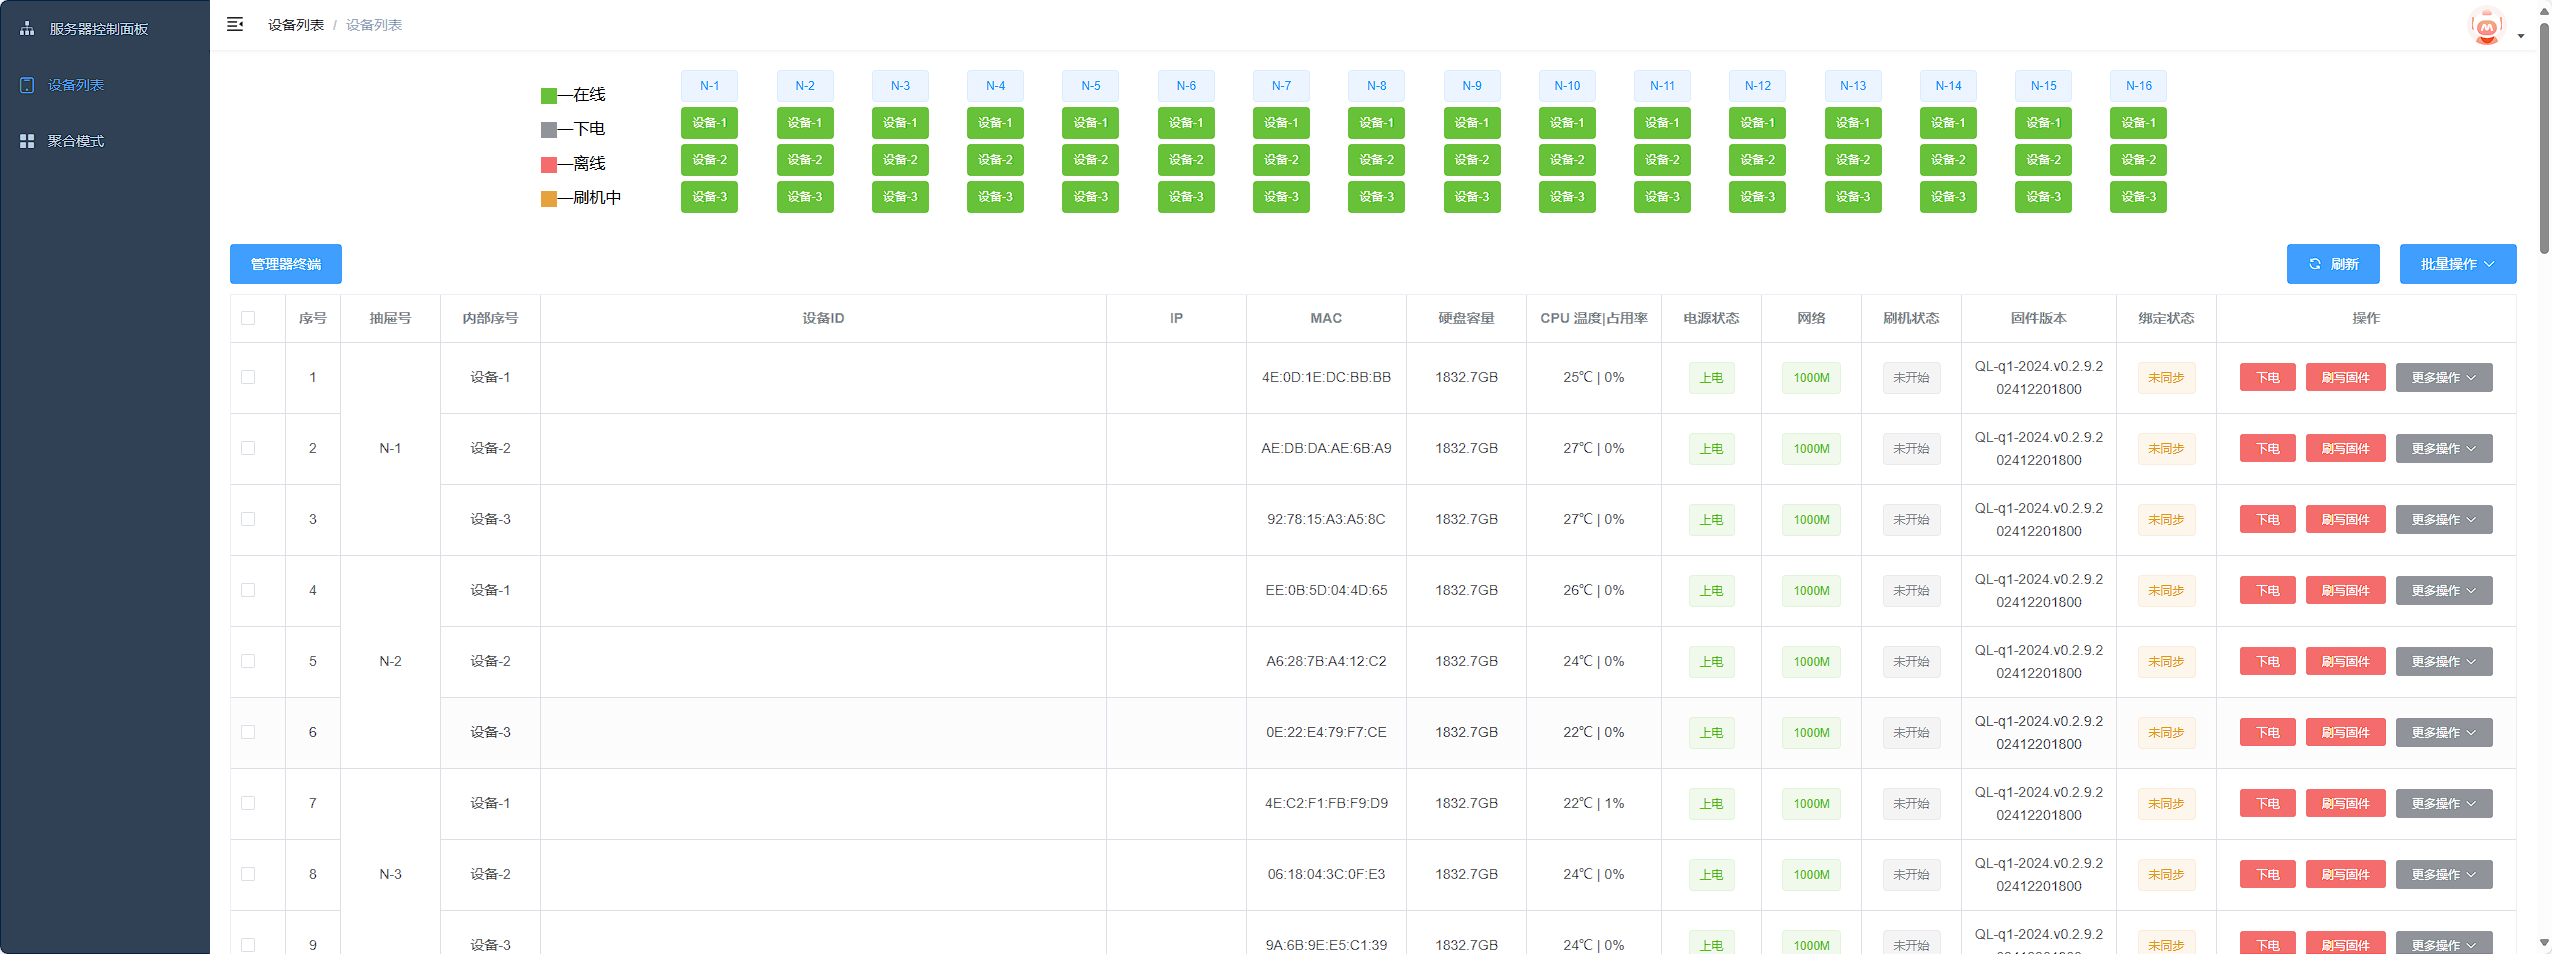 服务器控制面板
设备列表
聚合模式
设备列表 / 设备列表
—在线
—下电
—离线
—刷机中
N-1 N-2 N-3 N-4 N-5 N-6 N-7 N-8 N-9 N-10 N-11 N-12 N-13 N-14 N-15 N-16
设备-1 设备-1 设备-1 设备-1 设备-1 设备-1 设备-1 设备-1 设备-1 设备-1 设备-1 设备-1 设备-1 设备-1 设备-1 设备-1
设备-2 设备-2 设备-2 设备-2 设备-2 设备-2 设备-2 设备-2 设备-2 设备-2 设备-2 设备-2 设备-2 设备-2 设备-2 设备-2
设备-3 设备-3 设备-3 设备-3 设备-3 设备-3 设备-3 设备-3 设备-3 设备-3 设备-3 设备-3 设备-3 设备-3 设备-3 设备-3
管理器终端 刷新 批量操作
序号 抽屉号 内部序号 设备ID IP MAC 硬盘容量 CPU 温度|占用率 电源状态 网络 刷机状态 固件版本 绑定状态 操作
1 设备-1 4E:0D:1E:DC:BB:BB 1832.7GB 25℃ | 0% 上电 1000M 未开始 QL-q1-2024.v0.2.9.2 未同步 下电 刷写固件 更多操作
02412201800
2 N-1 设备-2 AE:DB:DA:AE:6B:A9 1832.7GB 27℃ | 0% 上电 1000M 未开始 QL-q1-2024.v0.2.9.2 未同步 下电 刷写固件 更多操作
02412201800
3 设备-3 92:78:15:A3:A5:8C 1832.7GB 27℃ | 0% 上电 1000M 未开始 QL-q1-2024.v0.2.9.2 未同步 下电 刷写固件 更多操作
02412201800
4 设备-1 EE:0B:5D:04:4D:65 1832.7GB 26℃ | 0% 上电 1000M 未开始 QL-q1-2024.v0.2.9.2 未同步 下电 刷写固件 更多操作
02412201800
5 N-2 设备-2 A6:28:7B:A4:12:C2 1832.7GB 24℃ | 0% 上电 1000M 未开始 QL-q1-2024.v0.2.9.2 未同步 下电 刷写固件 更多操作
02412201800
6 设备-3 0E:22:E4:79:F7:CE 1832.7GB 22℃ | 0% 上电 1000M 未开始 QL-q1-2024.v0.2.9.2 未同步 下电 刷写固件 更多操作
02412201800
7 设备-1 4E:C2:F1:FB:F9:D9 1832.7GB 22℃ | 1% 上电 1000M 未开始 QL-q1-2024.v0.2.9.2 未同步 下电 刷写固件 更多操作
02412201800
8 N-3 设备-2 06:18:04:3C:0F:E3 1832.7GB 24℃ | 0% 上电 1000M 未开始 QL-q1-2024.v0.2.9.2 未同步 下电 刷写固件 更多操作
02412201800
9 设备-3 9A:6B:9E:E5:C1:39 1832.7GB 24℃ | 0% 上电 1000M 未开始 QL-q1-2024.v0.2.9.2 未同步 下电 刷写固件 更多操作